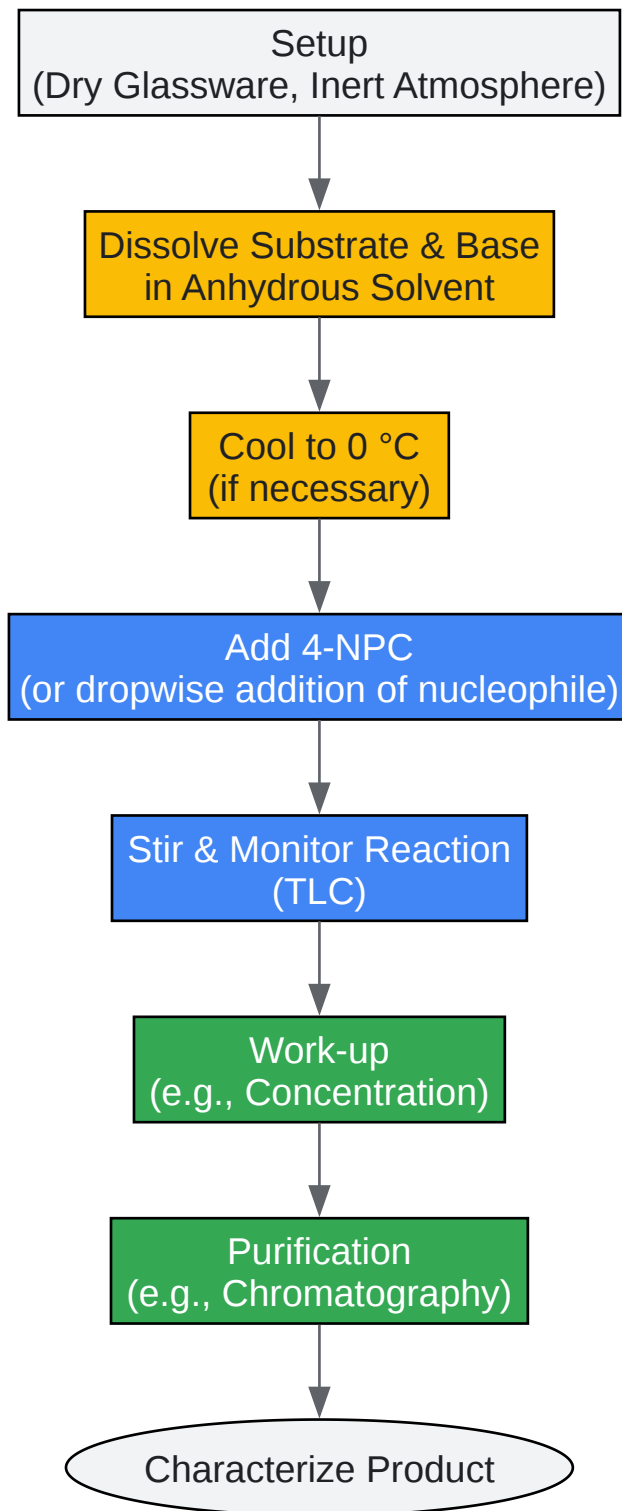 Setup
(Dry Glassware, Inert Atmosphere)
Dissolve Substrate & Base
in Anhydrous Solvent
Cool to 0 °C
(if necessary)
Add 4-NPC
(or dropwise addition of nucleophile)
Stir & Monitor Reaction
(TLC)
Work-up
(e.g., Concentration)
Purification
(e.g., Chromatography)
Characterize Product